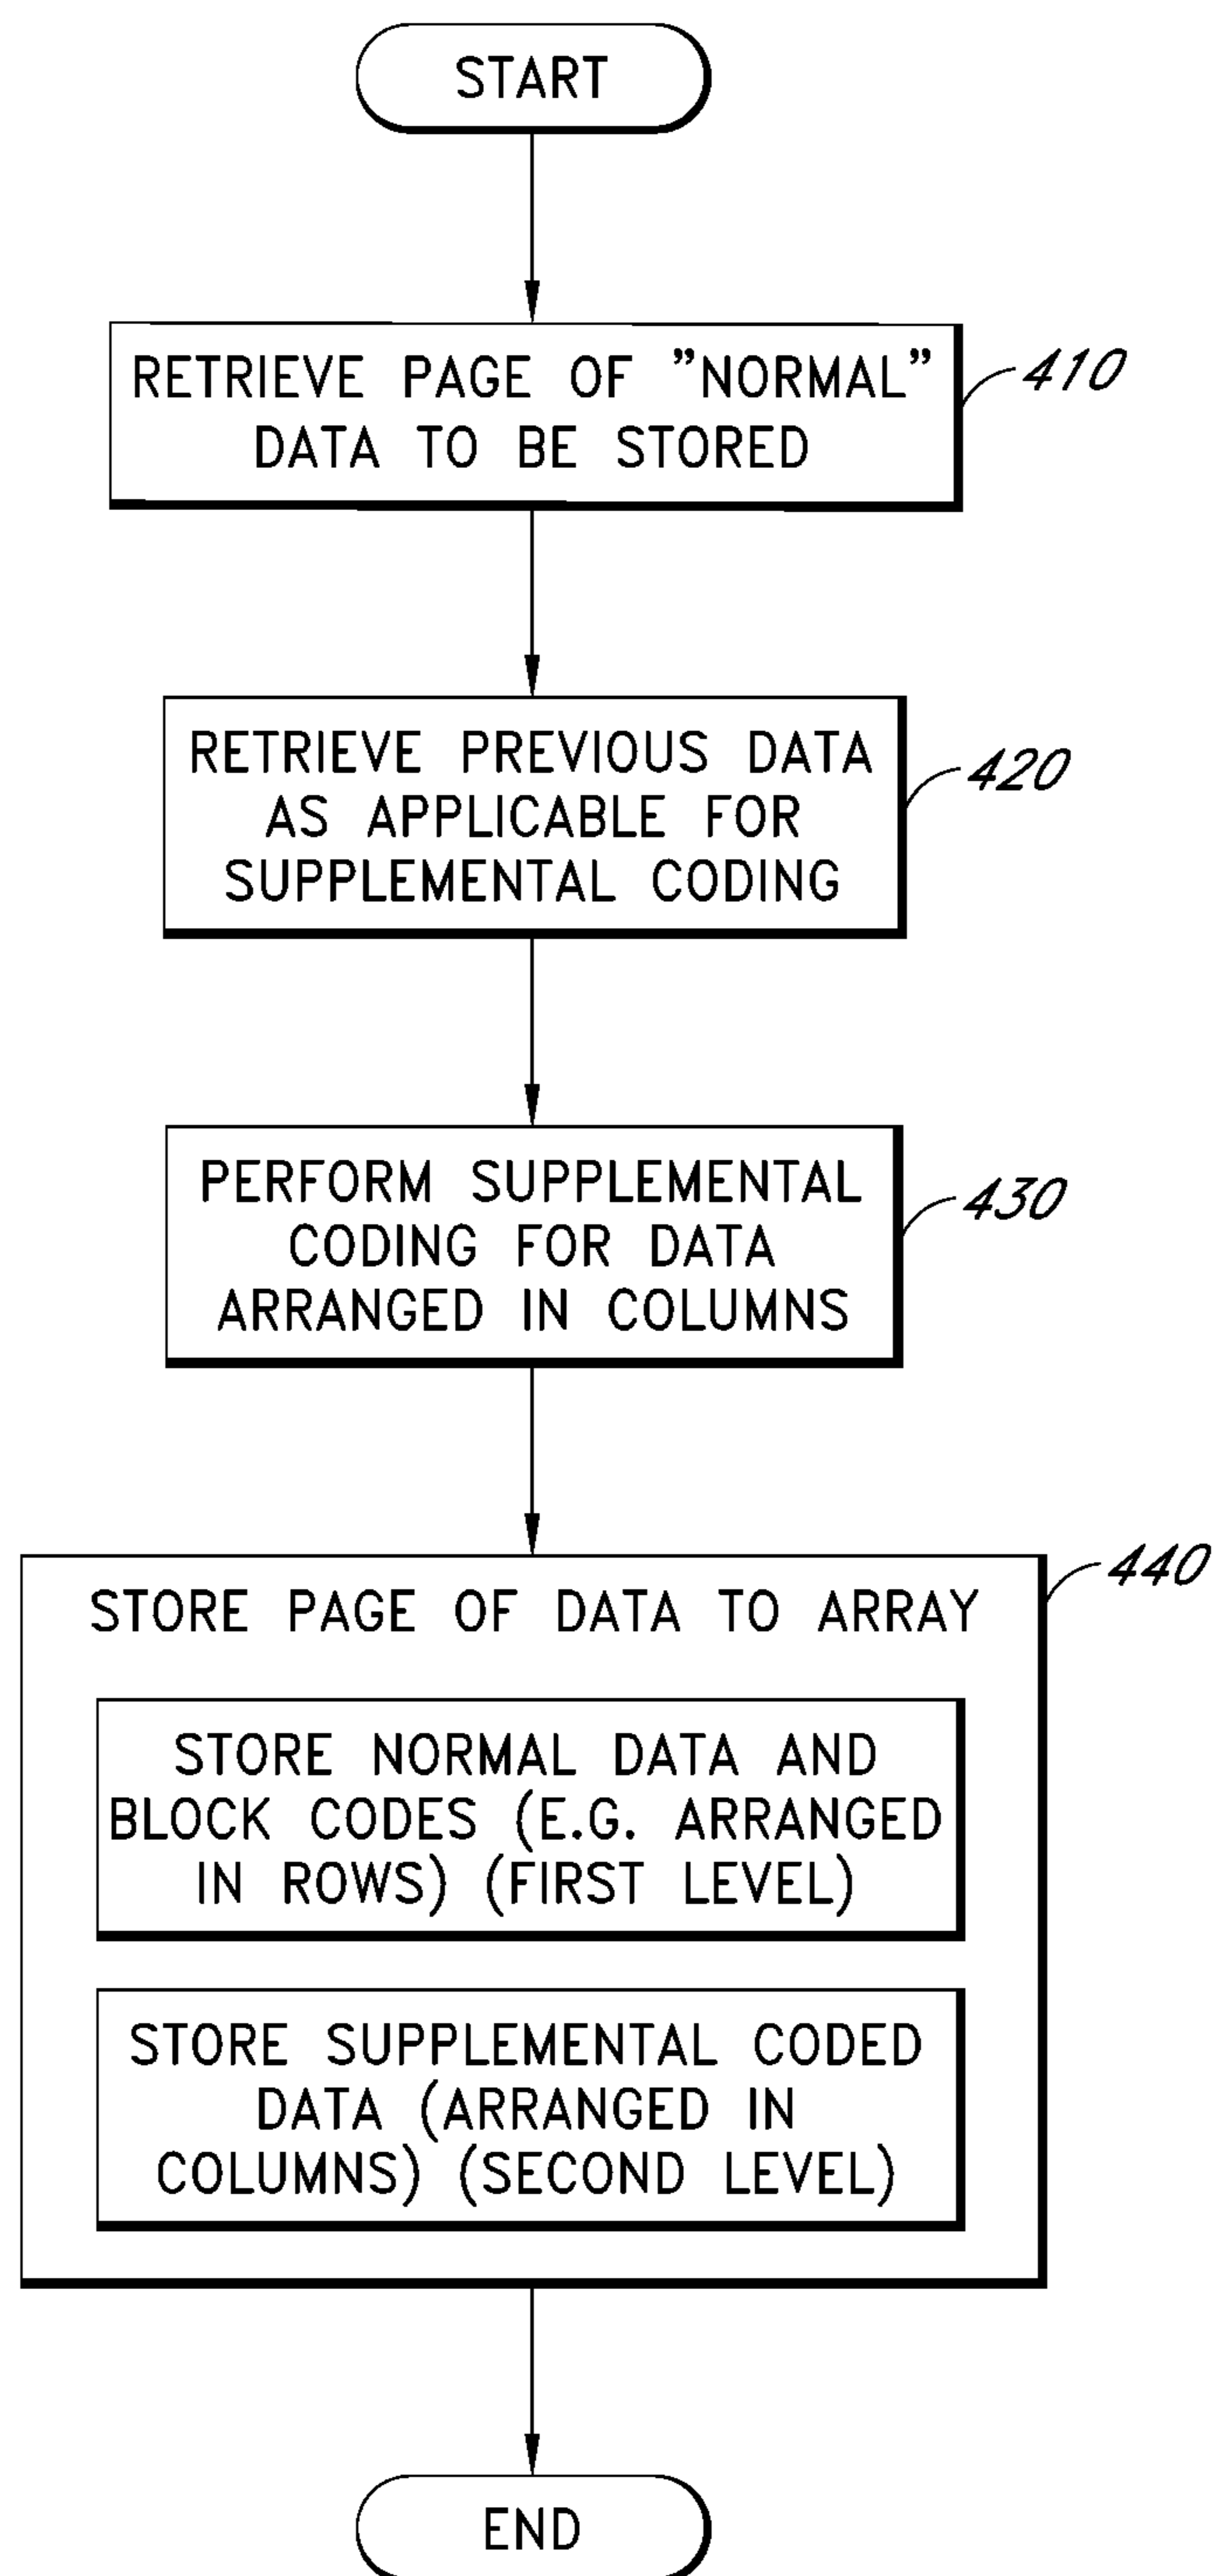 START
RETRIEVE PAGE OF "NORMAL"
DATA TO BE STORED
410
RETRIEVE PREVIOUS DATA
AS APPLICABLE FOR
SUPPLEMENTAL CODING
420
PERFORM SUPPLEMENTAL
CODING FOR DATA
ARRANGED IN COLUMNS
430
440
STORE PAGE OF DATA TO ARRAY
STORE NORMAL DATA AND
BLOCK CODES (E.G. ARRANGED
IN ROWS) (FIRST LEVEL)
STORE SUPPLEMENTAL CODED
DATA (ARRANGED IN
COLUMNS) (SECOND LEVEL)
END